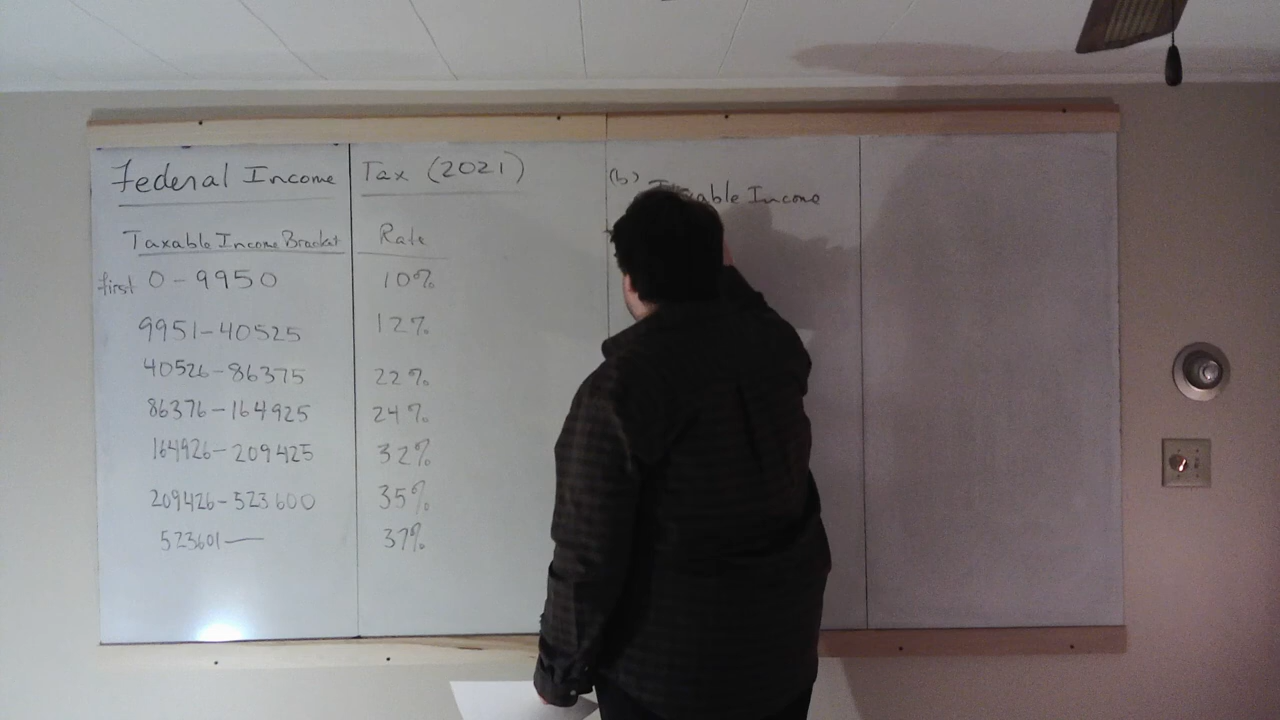 Federal Income Tax (2021)
Taxable Income Bracket Rate
first 0-9950 10%
9951-40525 12%
40526-86375 22%
86376-164925 24%
164926-209425 32%
209426-523600 35%
523601— 37%
(b) Taxable Income